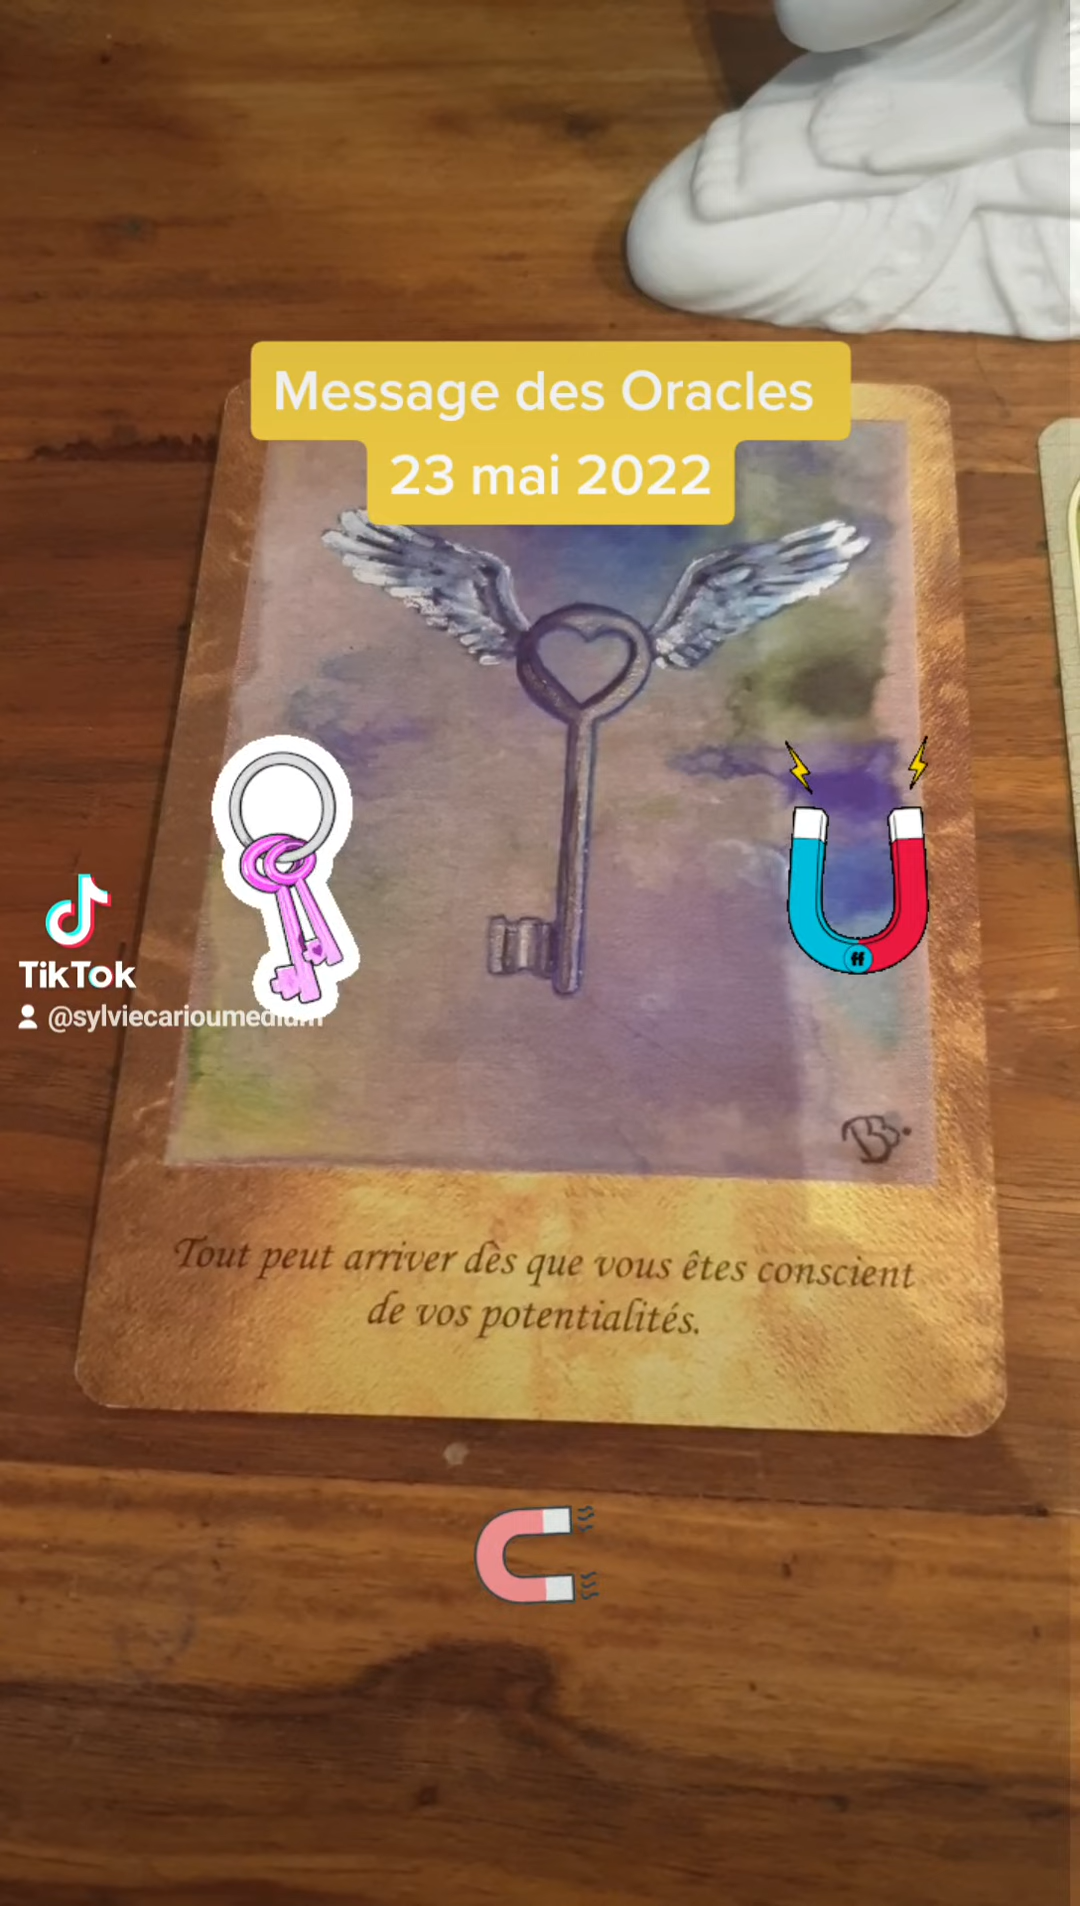 Message des Oracles
23 mai 2022
ff
TikTok
@sylviecarioumedium
Tout peut arriver dès que vous êtes conscient
de vos potentialités.